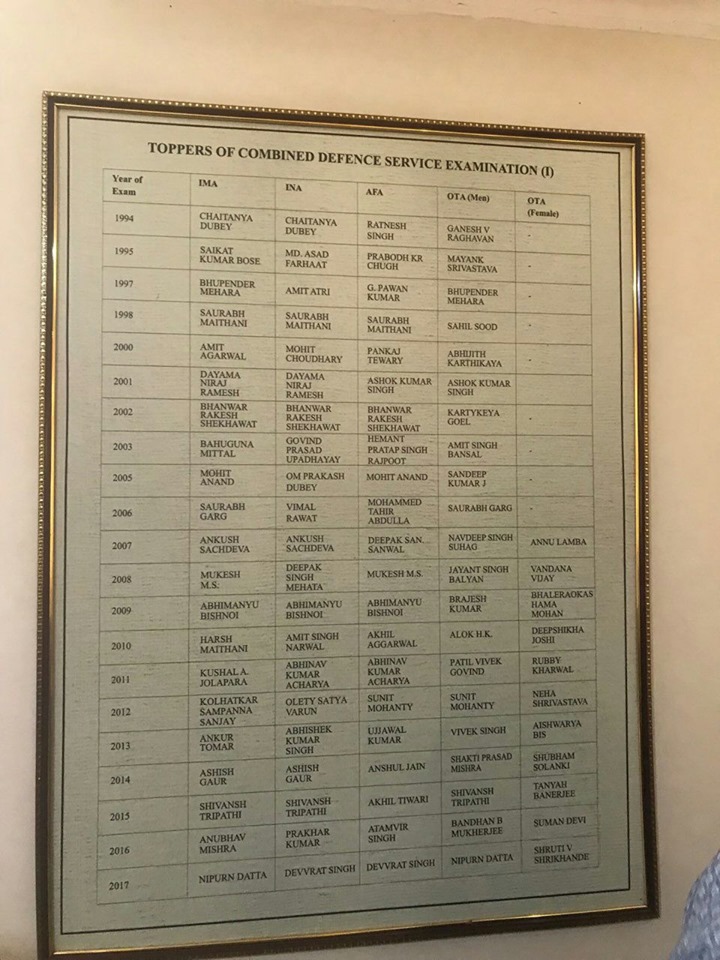 TOPPERS OF COMBINED DEFENCE SERVICE EXAMINATION (I)
Year of Exam IMA INA AFA OTA (Men) OTA (Female)
1994 CHAITANYA DUBEY CHAITANYA DUBEY RATNESH SINGH GANESH V RAGHAVAN -
1995 SAIKAT KUMAR BOSE MD. ASAD FARHAAT PRABODH KR CHUGH MAYANK SRIVASTAVA -
1997 BHUPENDER MEHARA AMIT ATRI G. PAWAN KUMAR BHUPENDER MEHARA -
1998 SAURABH MAITHANI SAURABH MAITHANI SAURABH MAITHANI SAHIL SOOD -
2000 AMIT AGARWAL MOHIT CHOUDHARY PANKAJ TEWARY ABHIJITH KARTHIKAYA -
2001 DAYAMA NIRAJ RAMESH DAYAMA NIRAJ RAMESH ASHOK KUMAR SINGH ASHOK KUMAR SINGH
2002 BHANWAR RAKESH SHEKHAWAT BHANWAR RAKESH SHEKHAWAT BHANWAR RAKESH SHEKHAWAT KARTYKEYA GOEL -
2003 BAHUGUNA MITTAL GOVIND PRASAD UPADHAYAY HEMANT PRATAP SINGH RAJPOOT AMIT SINGH BANSAL -
2005 MOHIT ANAND OM PRAKASH DUBEY MOHIT ANAND SANDEEP KUMAR J -
2006 SAURABH GARG VIMAL RAWAT MOHAMMED TAHIR ABDULLA SAURABH GARG -
2007 ANKUSH SACHDEVA ANKUSH SACHDEVA DEEPAK SAN. SANWAL NAVDEEP SINGH SUHAG ANNU LAMBA
2008 MUKESH M.S. DEEPAK SINGH MEHATA MUKESH M.S. JAYANT SINGH BALYAN VANDANA VIJAY
2009 ABHIMANYU BISHNOI ABHIMANYU BISHNOI ABHIMANYU BISHNOI BRAJESH KUMAR BHALERAOKAS HAMA MOHAN
2010 HARSH MAITHANI AMIT SINGH NARWAL AKHIL AGGARWAL ALOK H.K. DEEPSHIKHA JOSHI
2011 KUSHAL A. JOLAPARA ABHINAV KUMAR ACHARYA ABHINAV KUMAR ACHARYA PATIL VIVEK GOVIND RUBBY KHARWAL
2012 KOLHATKAR SAMPANNA SANJAY OLETY SATYA VARUN SUNIT MOHANTY SUNIT MOHANTY NEHA SHRIVASTAVA
2013 ANKUR TOMAR ABHISHEK KUMAR SINGH UJJAWAL KUMAR VIVEK SINGH AISHWARYA BIS
2014 ASHISH GAUR ASHISH GAUR ANSHUL JAIN SHAKTI PRASAD MISHRA SHUBHAM SOLANKI
2015 SHIVANSH TRIPATHI SHIVANSH TRIPATHI AKHIL TIWARI SHIVANSH TRIPATHI TANYAH BANERJEE
2016 ANUBHAV MISHRA PRAKHAR KUMAR ATAMVIR SINGH BANDHAN B MUKHERJEE SUMAN DEVI
2017 NIPURN DATTA DEVVRAT SINGH DEVVRAT SINGH NIPURN DATTA SHRUTI V SHRIKHANDE